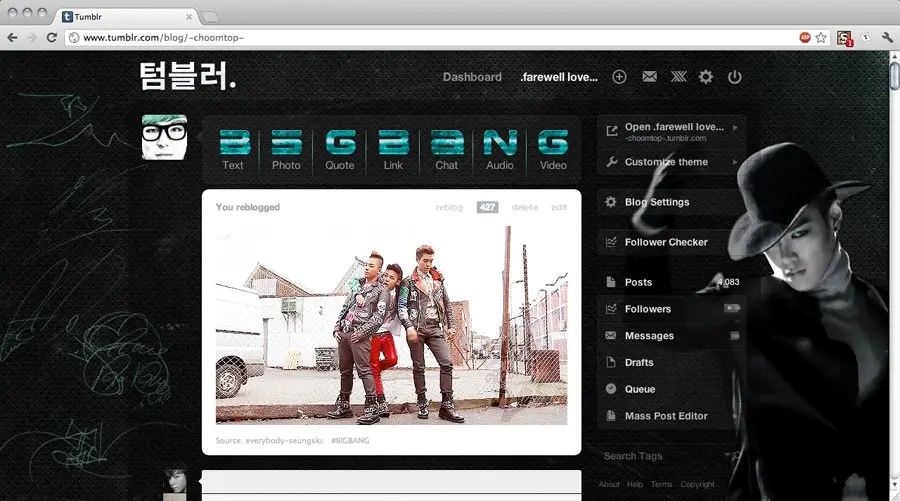 Tumblr
www.tumblr.com/blog/-choomtop-
텀블러.
Dashboard
.farewell love...
BIGBANG
Text
Photo
Quote
Link
Chat
Audio
Video
You reblogged
reblog
427
delete
edit
Source: everybody-seungska #BIGBANG
Open .farewell love...
-choomtop-.tumblr.com
Customize theme
Blog Settings
Follower Checker
Posts
4,083
Followers
Messages
Drafts
Queue
Mass Post Editor
Search Tags
About Help Terms Copyright